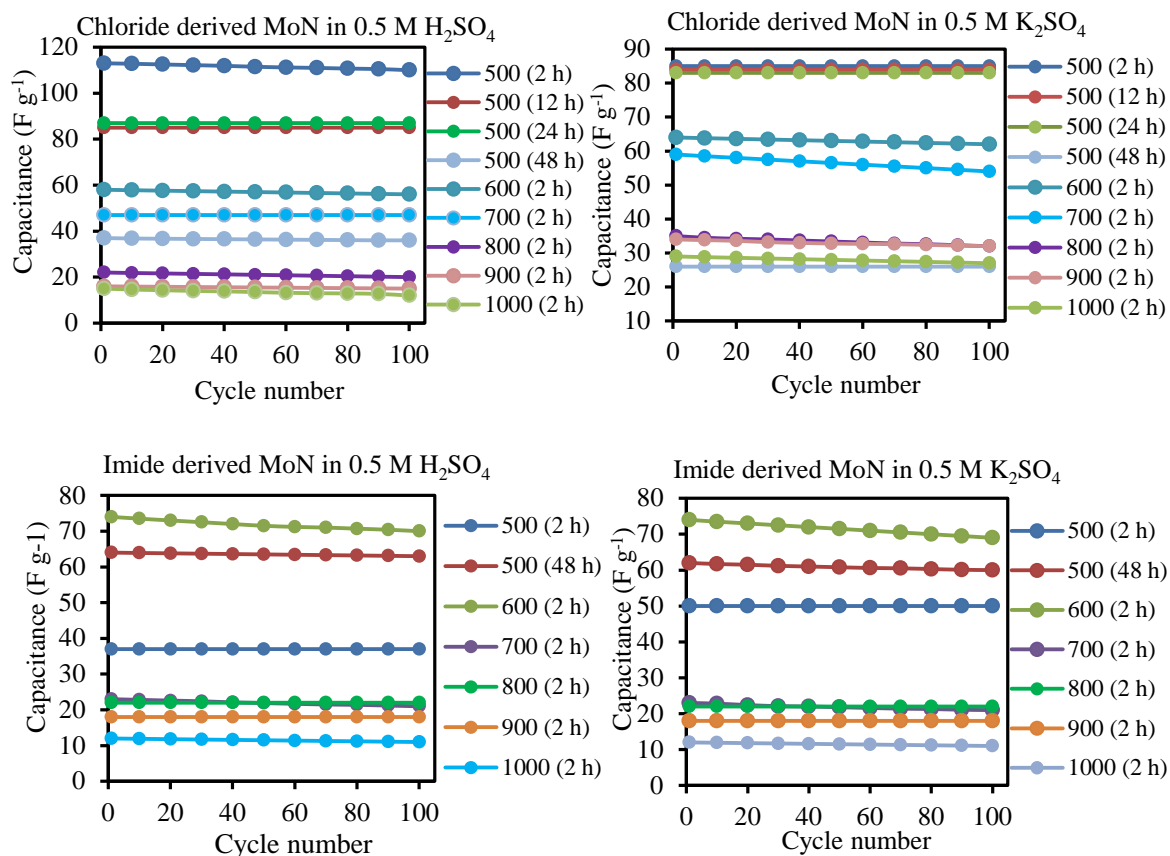 Chloride derived MoN in 0.5 M H₂SO₄
120
100
80
60
40
20
0
Capacitance (F g⁻¹)
0 20 40 60 80 100
Cycle number
500 (2 h)
500 (12 h)
500 (24 h)
500 (48 h)
600 (2 h)
700 (2 h)
800 (2 h)
900 (2 h)
1000 (2 h)
Chloride derived MoN in 0.5 M K₂SO₄
90
80
70
60
50
40
30
20
10
Capacitance (F g⁻¹)
0 20 40 60 80 100
Cycle number
500 (2 h)
500 (12 h)
500 (24 h)
500 (48 h)
600 (2 h)
700 (2 h)
800 (2 h)
900 (2 h)
1000 (2 h)
Imide derived MoN in 0.5 M H₂SO₄
80
70
60
50
40
30
20
10
0
Capacitance (F g-1)
0 20 40 60 80 100
Cycle number
500 (2 h)
500 (48 h)
600 (2 h)
700 (2 h)
800 (2 h)
900 (2 h)
1000 (2 h)
Imide derived MoN in 0.5 M K₂SO₄
80
70
60
50
40
30
20
10
0
Capacitance (F g⁻¹)
0 20 40 60 80 100
Cycle number
500 (2 h)
500 (48 h)
600 (2 h)
700 (2 h)
800 (2 h)
900 (2 h)
1000 (2 h)